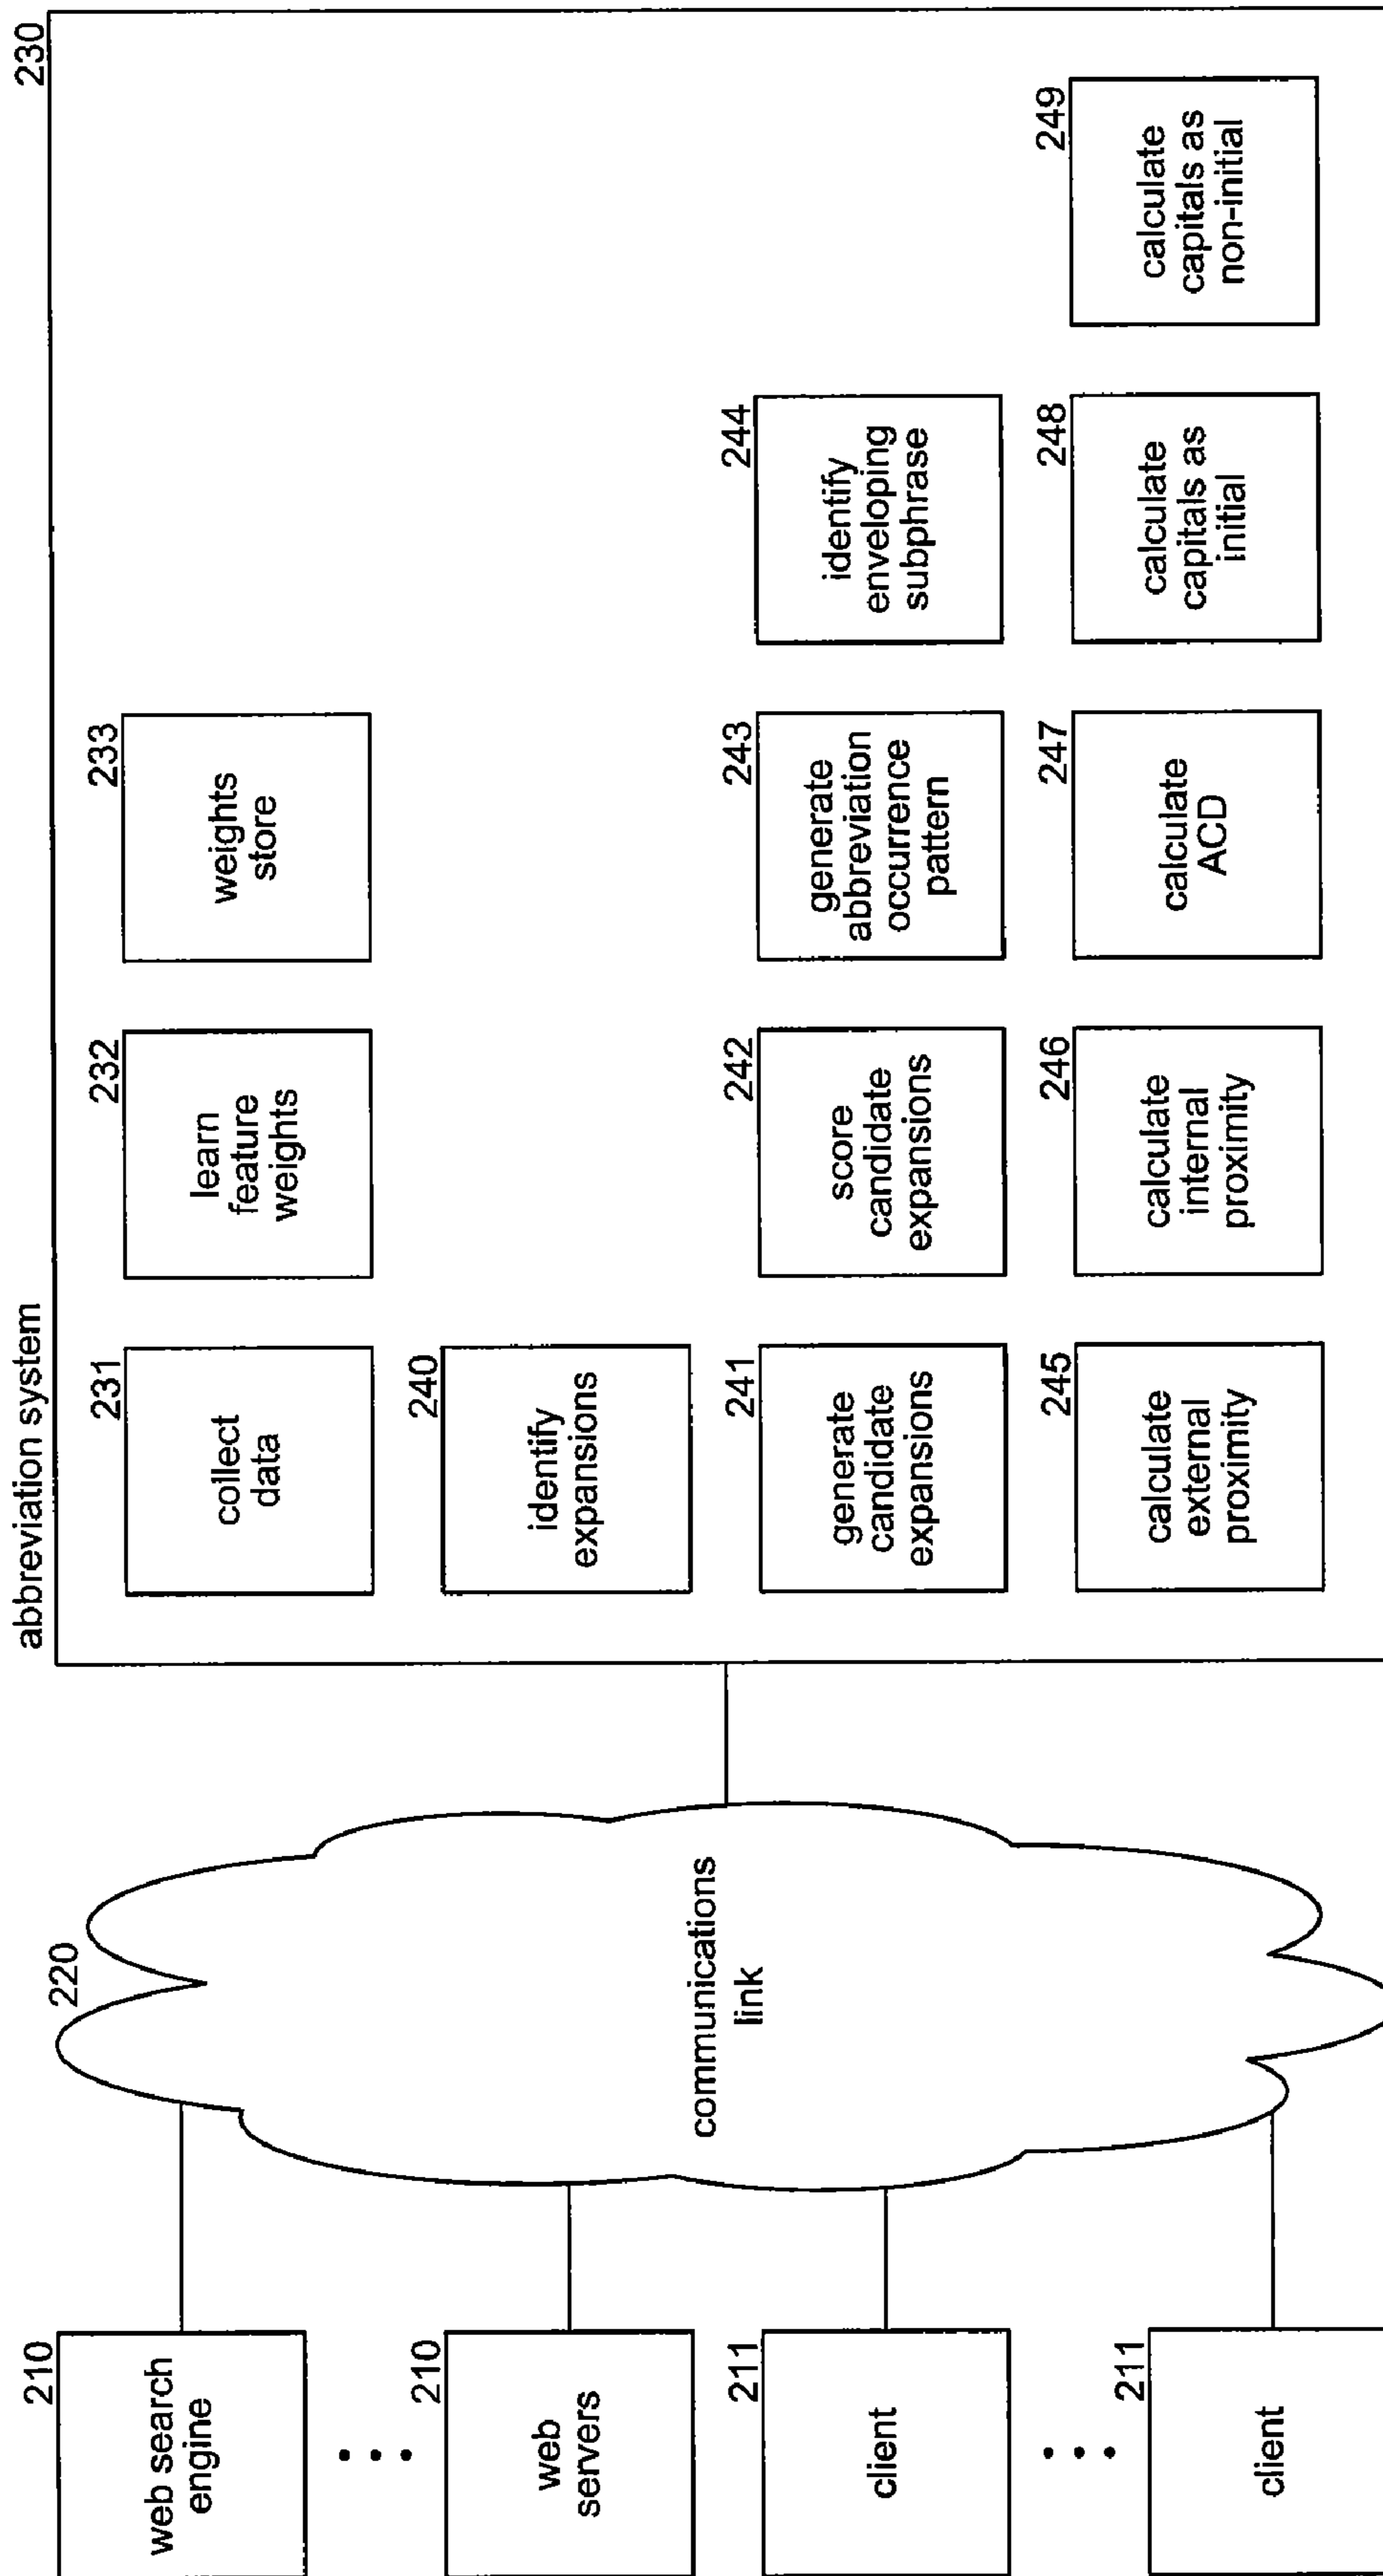 210
web search
engine
210
web
servers
211
client
211
client
220
communications
link
abbreviation system
230
231
collect
data
232
learn
feature
weights
233
weights
store
240
identify
expansions
241
generate
candidate
expansions
242
score
candidate
expansions
243
generate
abbreviation
occurrence
pattern
244
identify
enveloping
subphrase
245
calculate
external
proximity
246
calculate
internal
proximity
247
calculate
ACD
248
calculate
capitals as
initial
249
calculate
capitals as
non-initial